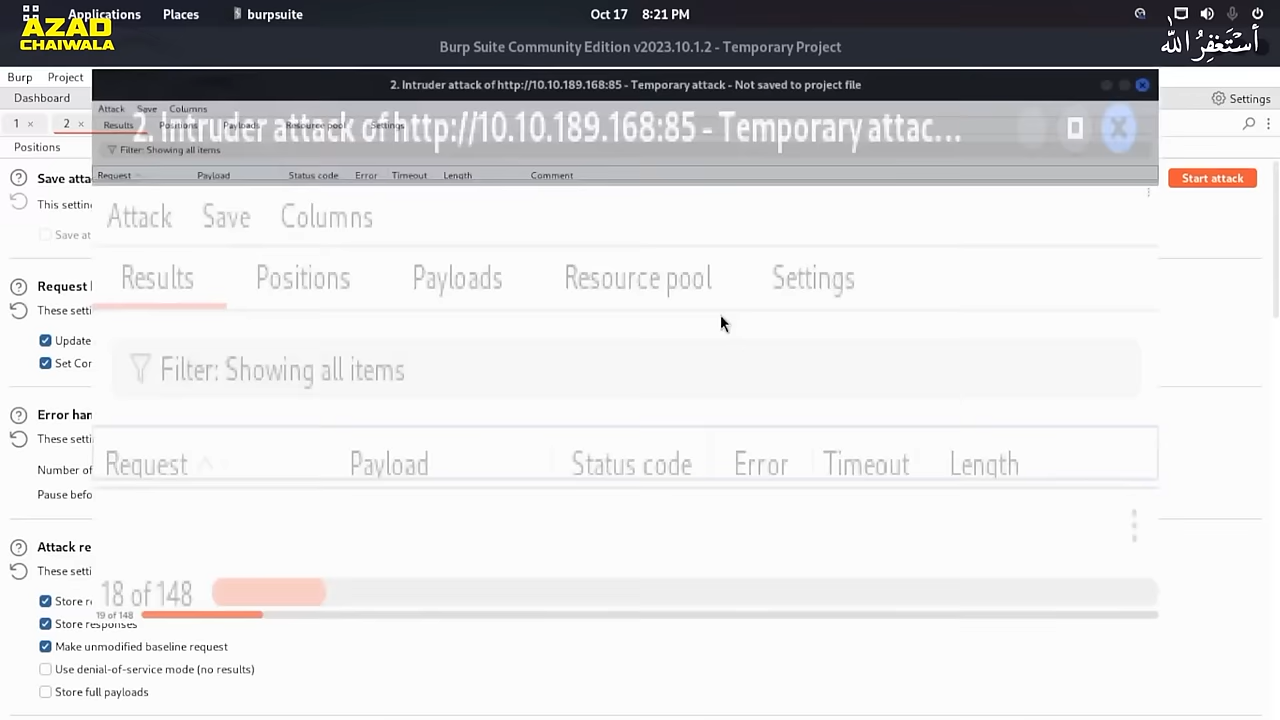 Applications Places burpsuite Oct 17 8:21 PM
AZAD
CHAIWALA
أستغفر الله
Burp Suite Community Edition v2023.10.1.2 - Temporary Project
Burp Project
2. Intruder attack of http://10.10.189.168:85 - Temporary attack - Not saved to project file
Dashboard
Settings
Attack Save Columns
1 × 2 ×
Results Positions Payloads Resource pool Settings
2. Intruder attack of http://10.10.189.168:85 - Temporary attac...
Positions
Filter: Showing all items
Request Payload Status code Error Timeout Length Comment
Save atta
Start attack
This settin
Attack Save Columns
Save at
Results Positions Payloads Resource pool Settings
Request
These setti
Update
Set Con
Filter: Showing all items
Error han
These setti
Request Payload Status code Error Timeout Length
Number of
Pause befo
Attack re
These setti
18 of 148
Store re
19 of 148
Store responses
Make unmodified baseline request
Use denial-of-service mode (no results)
Store full payloads